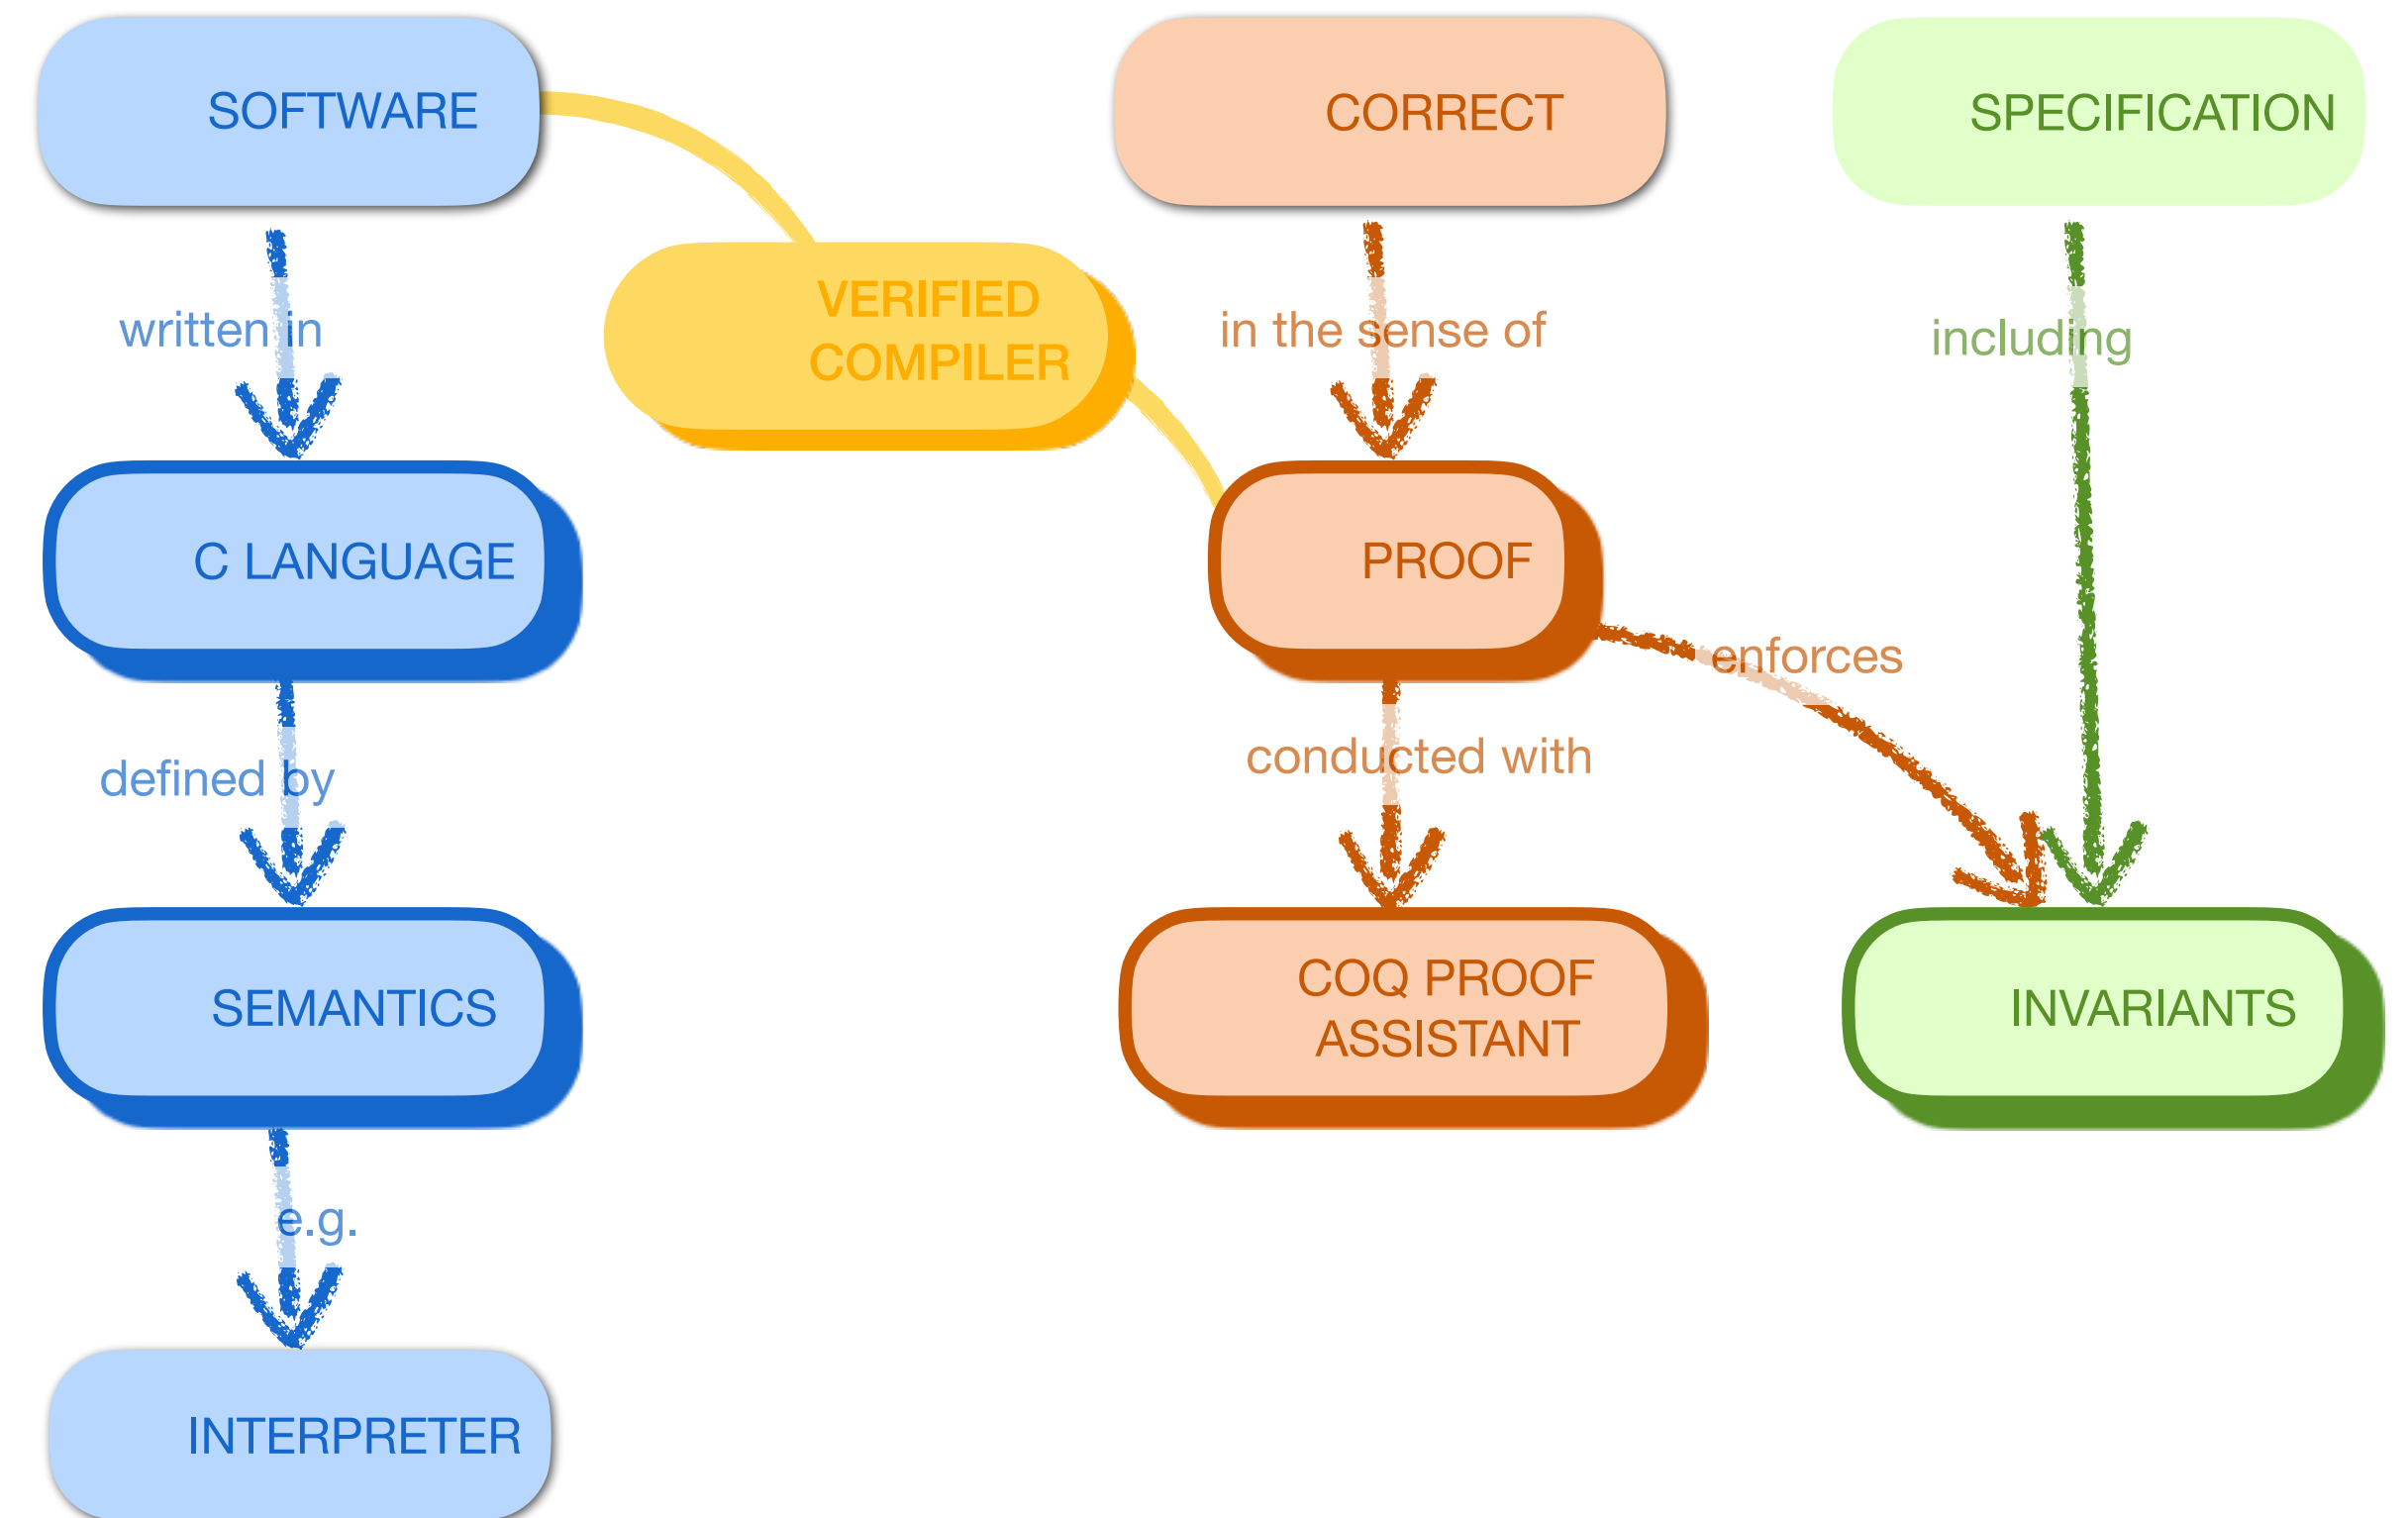 SOFTWARE
CORRECT
SPECIFICATION
VERIFIED
COMPILER
written in
in the sense of
including
C LANGUAGE
PROOF
enforces
defined by
conducted with
SEMANTICS
COQ PROOF
ASSISTANT
INVARIANTS
e.g.
INTERPRETER